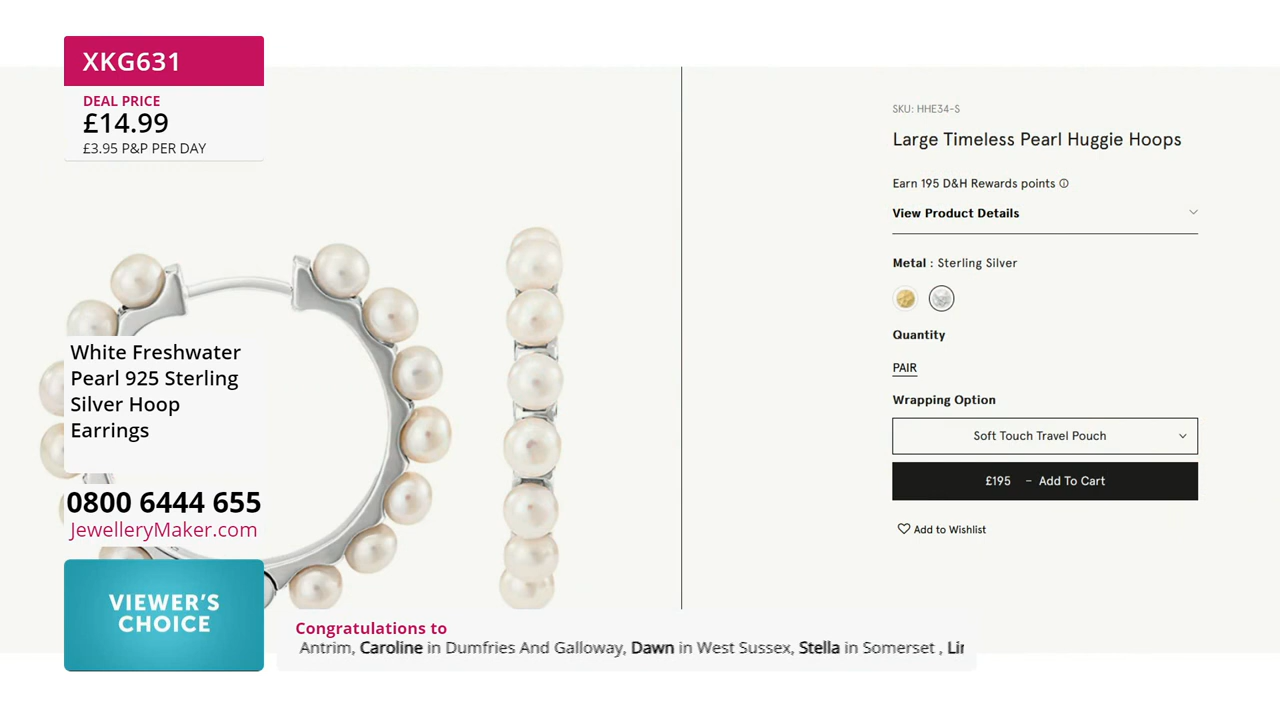 XKG631
DEAL PRICE
£14.99
£3.95 P&P PER DAY
White Freshwater
Pearl 925 Sterling
Silver Hoop
Earrings
0800 6444 655
JewelleryMaker.com
VIEWER'S
CHOICE
Congratulations to
Antrim, Caroline in Dumfries And Galloway, Dawn in West Sussex, Stella in Somerset ,
SKU: HHE34-S
Large Timeless Pearl Huggie Hoops
Earn 195 D&H Rewards points
View Product Details
Metal : Sterling Silver
Quantity
PAIR
Wrapping Option
Soft Touch Travel Pouch
£195 – Add To Cart
Add to Wishlist